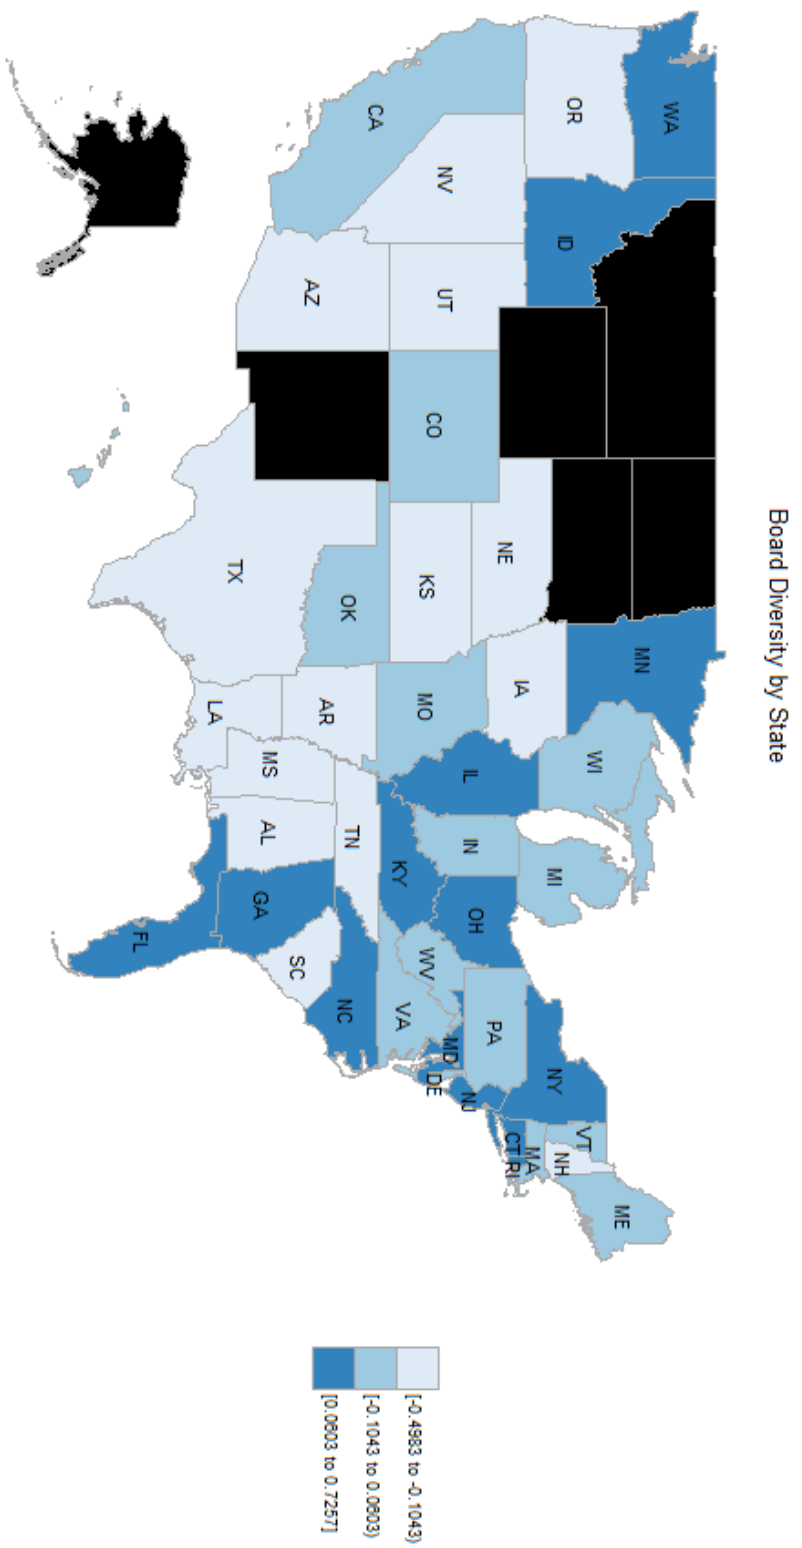 Board Diversity by State
WA
OR
CA
NV
ID
AZ
UT
CO
NE
KS
OK
TX
MN
IA
MO
AR
LA
WI
IL
MS
MI
IN
TN
AL
KY
OH
GA
FL
WV
SC
NC
VA
PA
MD
DE
NJ
NY
CT
RI
MA
VT
NH
ME
[-0.4983 to -0.1043)
[-0.1043 to 0.0603)
[0.0603 to 0.7257]